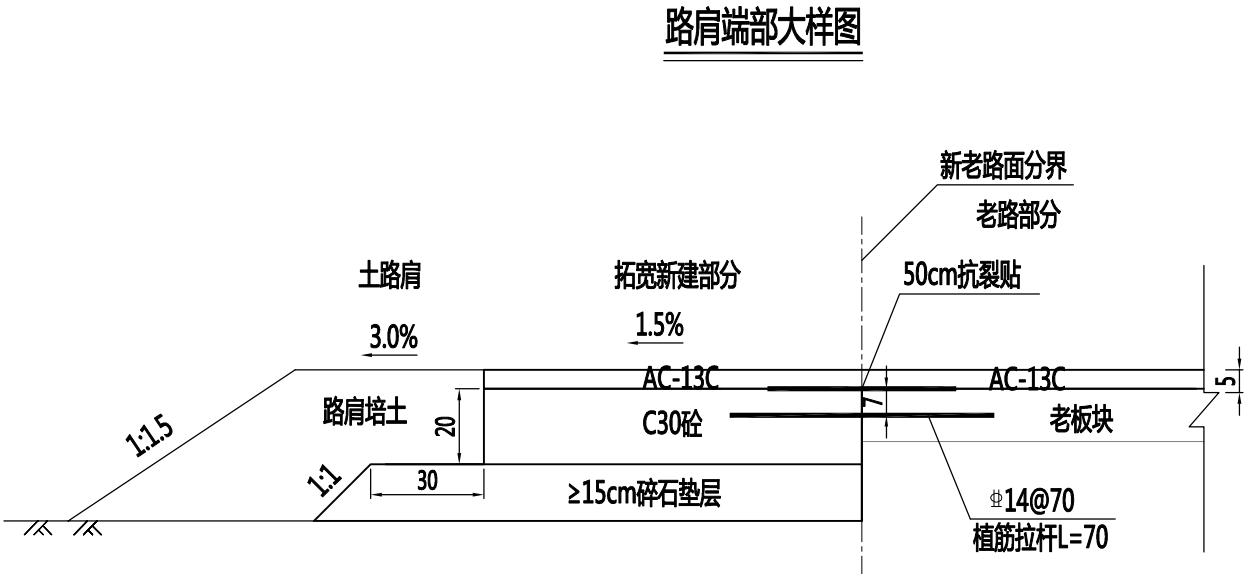 路肩端部大样图
新老路面分界
老路部分
土路肩
拓宽新建部分
50cm抗裂贴
3.0%
1.5%
AC-13C
AC-13C
5
路肩培土
20
C30砼
7
老板块
1:1.5
1:1
30
≥15cm碎石垫层
⌀14@70
植筋拉杆L=70